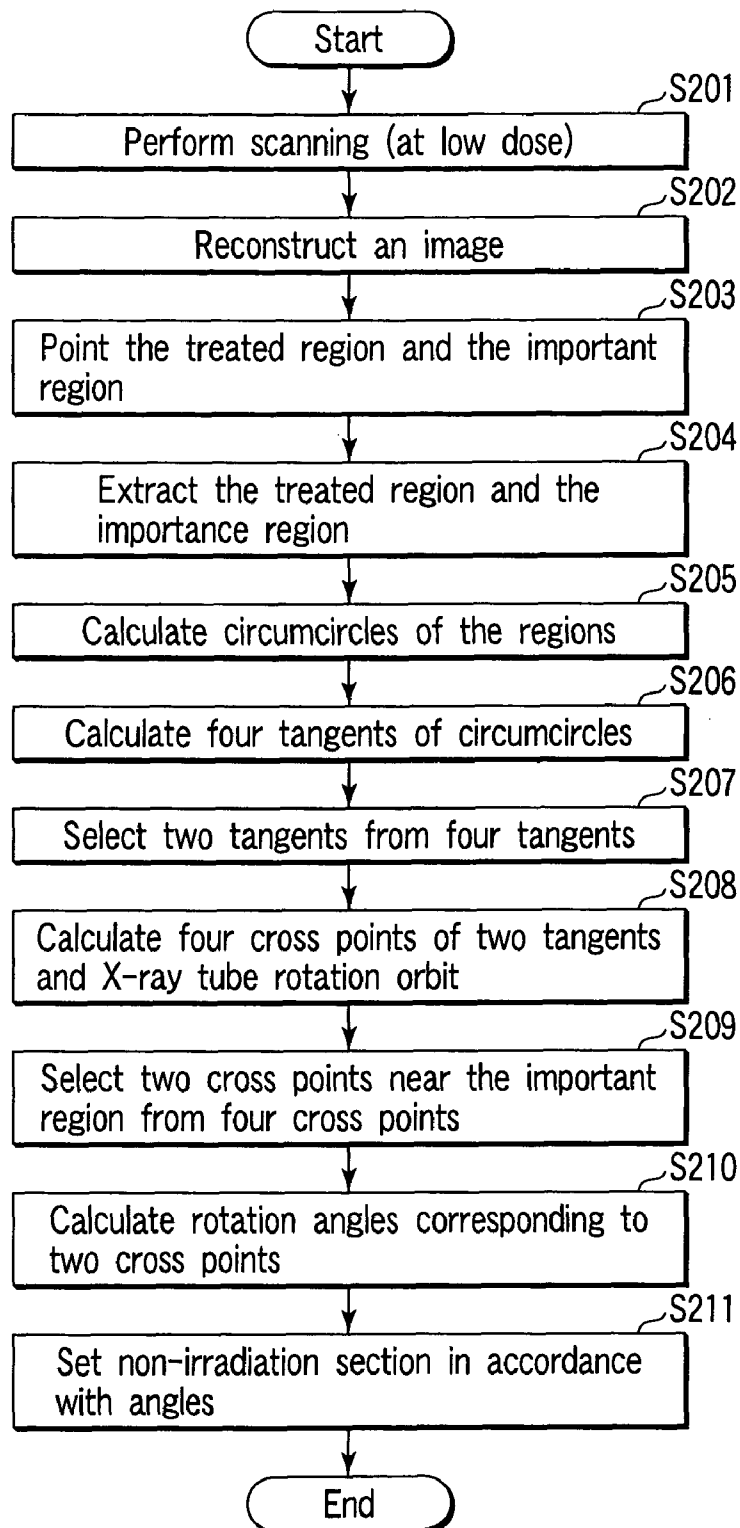 Start
S201
Perform scanning (at low dose)
S202
Reconstruct an image
S203
Point the treated region and the important
region
S204
Extract the treated region and the
importance region
S205
Calculate circumcircles of the regions
S206
Calculate four tangents of circumcircles
S207
Select two tangents from four tangents
S208
Calculate four cross points of two tangents
and X-ray tube rotation orbit
S209
Select two cross points near the important
region from four cross points
S210
Calculate rotation angles corresponding to
two cross points
S211
Set non-irradiation section in accordance
with angles
End